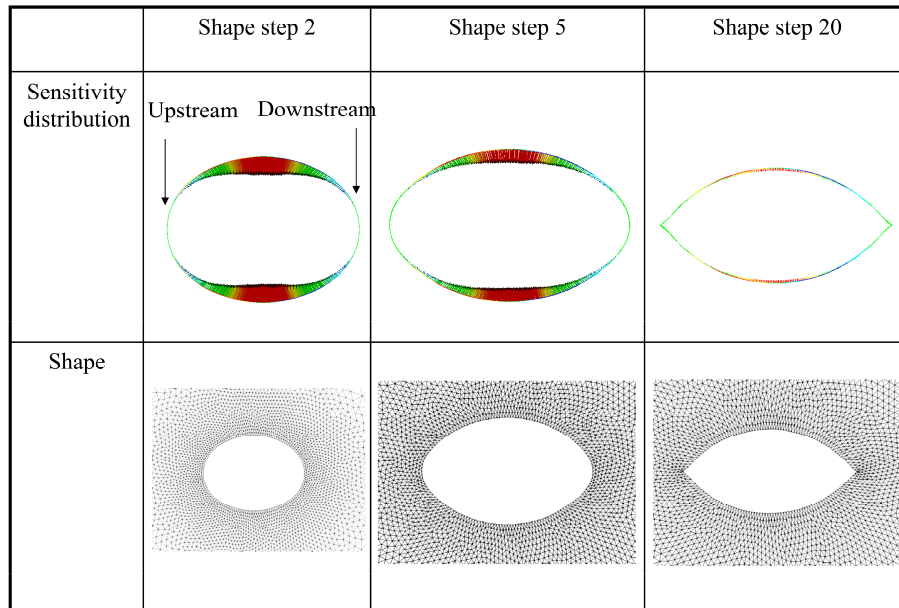 Shape step 2
Shape step 5
Shape step 20
Sensitivity
distribution
Upstream
Downstream
Shape